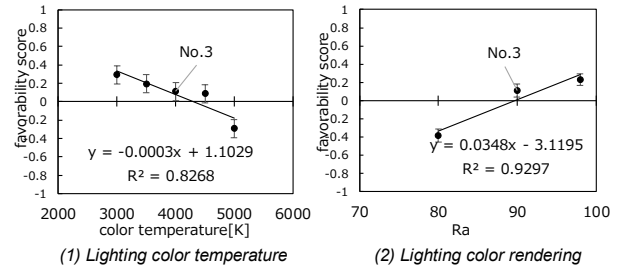 favorability score
1
0.8
0.6
0.4
0.2
0
-0.2
-0.4
-0.6
-0.8
-1
No.3
y = -0.0003x + 1.1029
R² = 0.8268
2000 3000 4000 5000 6000
color temperature[K]
(1) Lighting color temperature
favorability score
1
0.8
0.6
0.4
0.2
0
-0.2
-0.4
-0.6
-0.8
-1
No.3
y = 0.0348x - 3.1195
R² = 0.9297
70 80 90 100
Ra
(2) Lighting color rendering